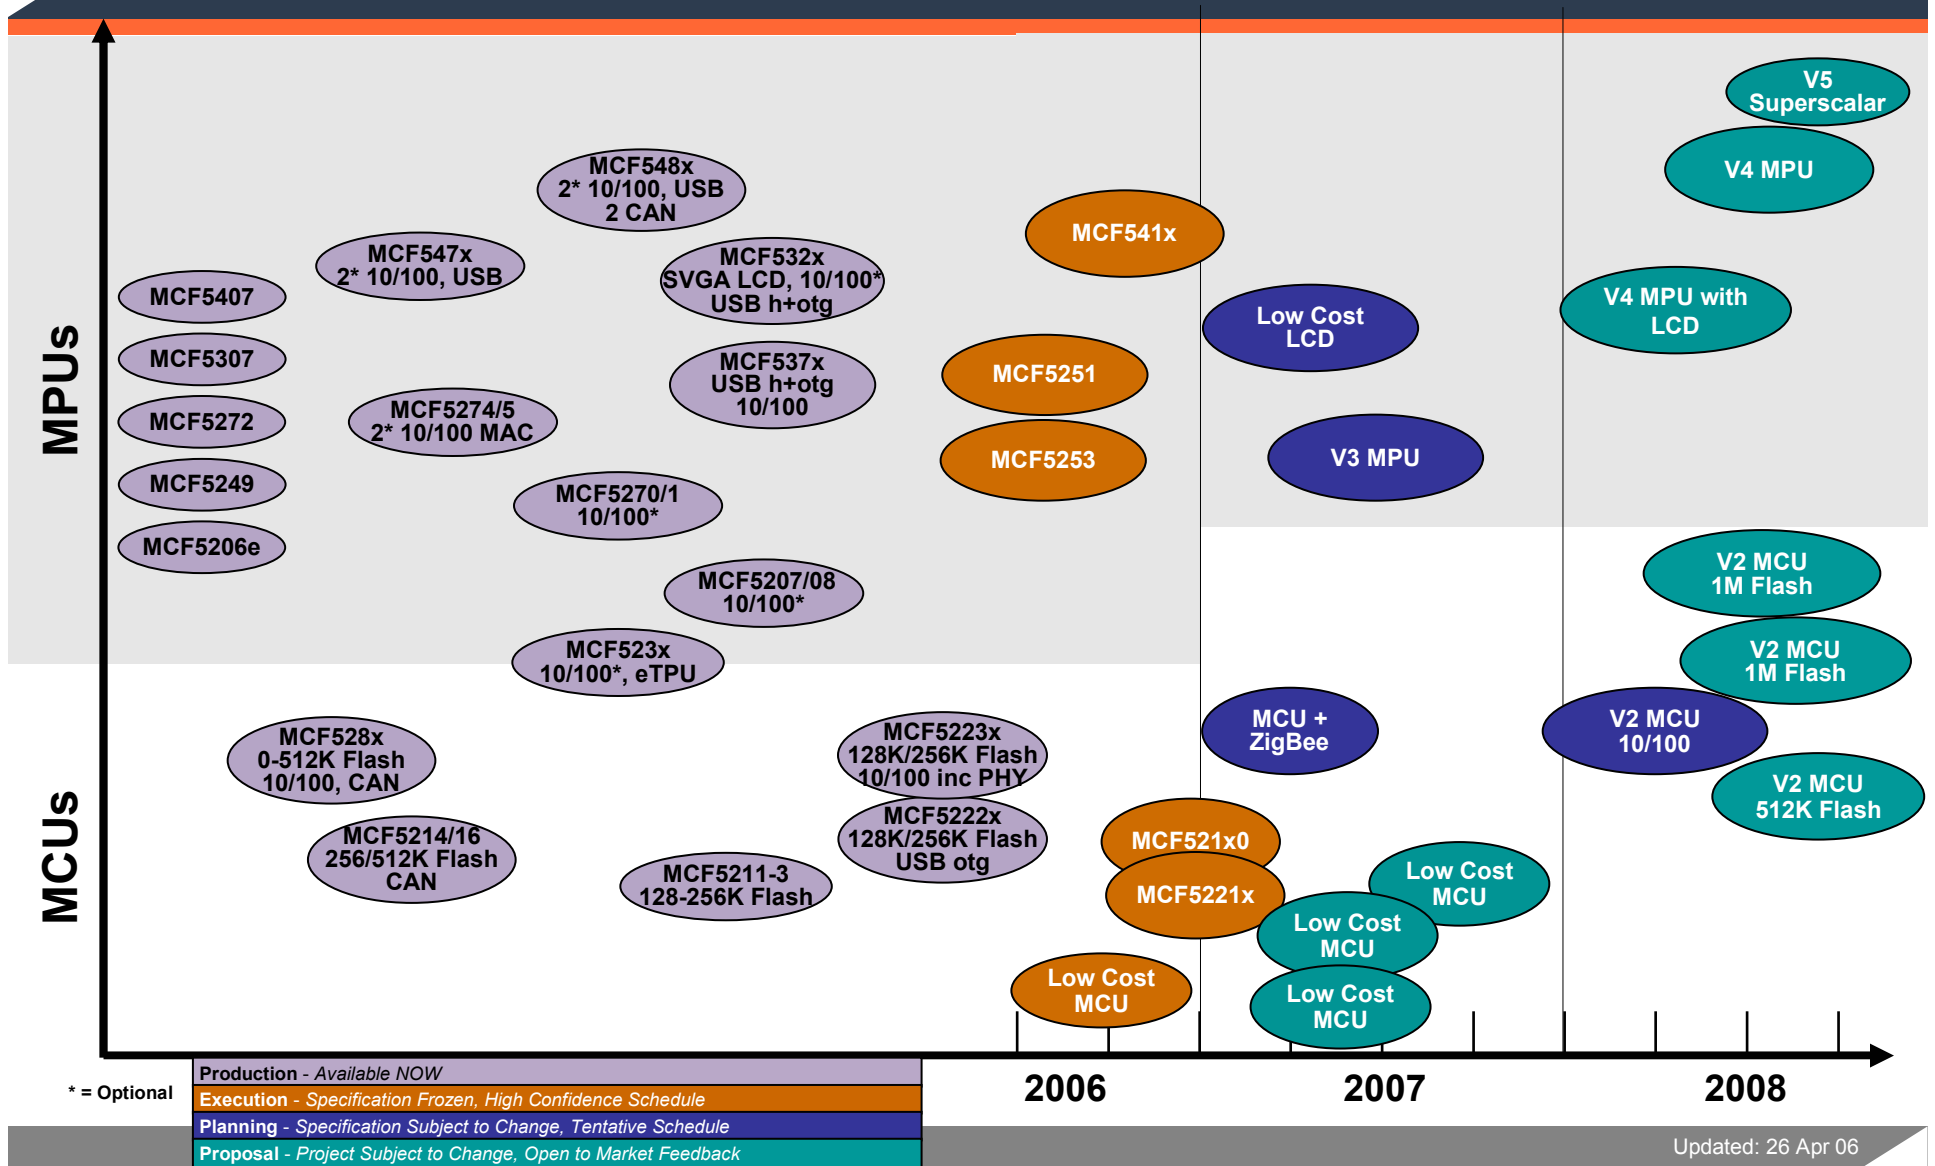 V5
Superscalar
V4 MPU
MCF548x
2* 10/100, USB
2 CAN
MCF541x
MCF547x
2* 10/100, USB
MCF532x
SVGA LCD, 10/100*
USB h+otg
MCF5407
Low Cost
LCD
V4 MPU with
LCD
MPUs
MCF5307
MCF537x
USB h+otg
10/100
MCF5251
MCF5272
MCF5274/5
2* 10/100 MAC
MCF5253
V3 MPU
MCF5249
MCF5270/1
10/100*
MCF5206e
MCF5207/08
10/100*
V2 MCU
1M Flash
MCF523x
10/100*, eTPU
V2 MCU
1M Flash
MCUs
MCF528x
0-512K Flash
10/100, CAN
MCF5223x
128K/256K Flash
10/100 inc PHY
MCU +
ZigBee
V2 MCU
10/100
V2 MCU
512K Flash
MCF5214/16
256/512K Flash
CAN
MCF5222x
128K/256K Flash
USB otg
MCF521x0
MCF5211-3
128-256K Flash
MCF5221x
Low Cost
MCU
Low Cost
MCU
Low Cost
MCU
Low Cost
MCU
2006
2007
2008
* = Optional
Production - Available NOW
Execution - Specification Frozen, High Confidence Schedule
Planning - Specification Subject to Change, Tentative Schedule
Proposal - Project Subject to Change, Open to Market Feedback
Updated: 26 Apr 06